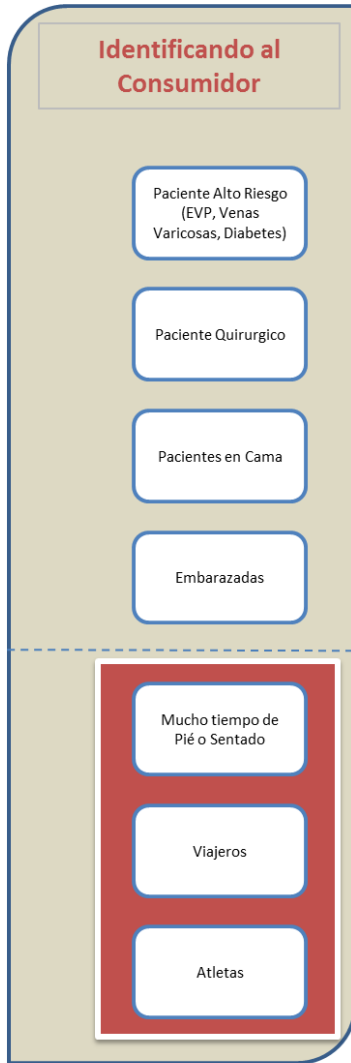 Identificando al
Consumidor
Paciente Alto Riesgo
(EVP, Venas
Varicosas, Diabetes)
Paciente Quirurgico
Pacientes en Cama
Embarazadas
Mucho tiempo de
Pié o Sentado
Viajeros
Atletas